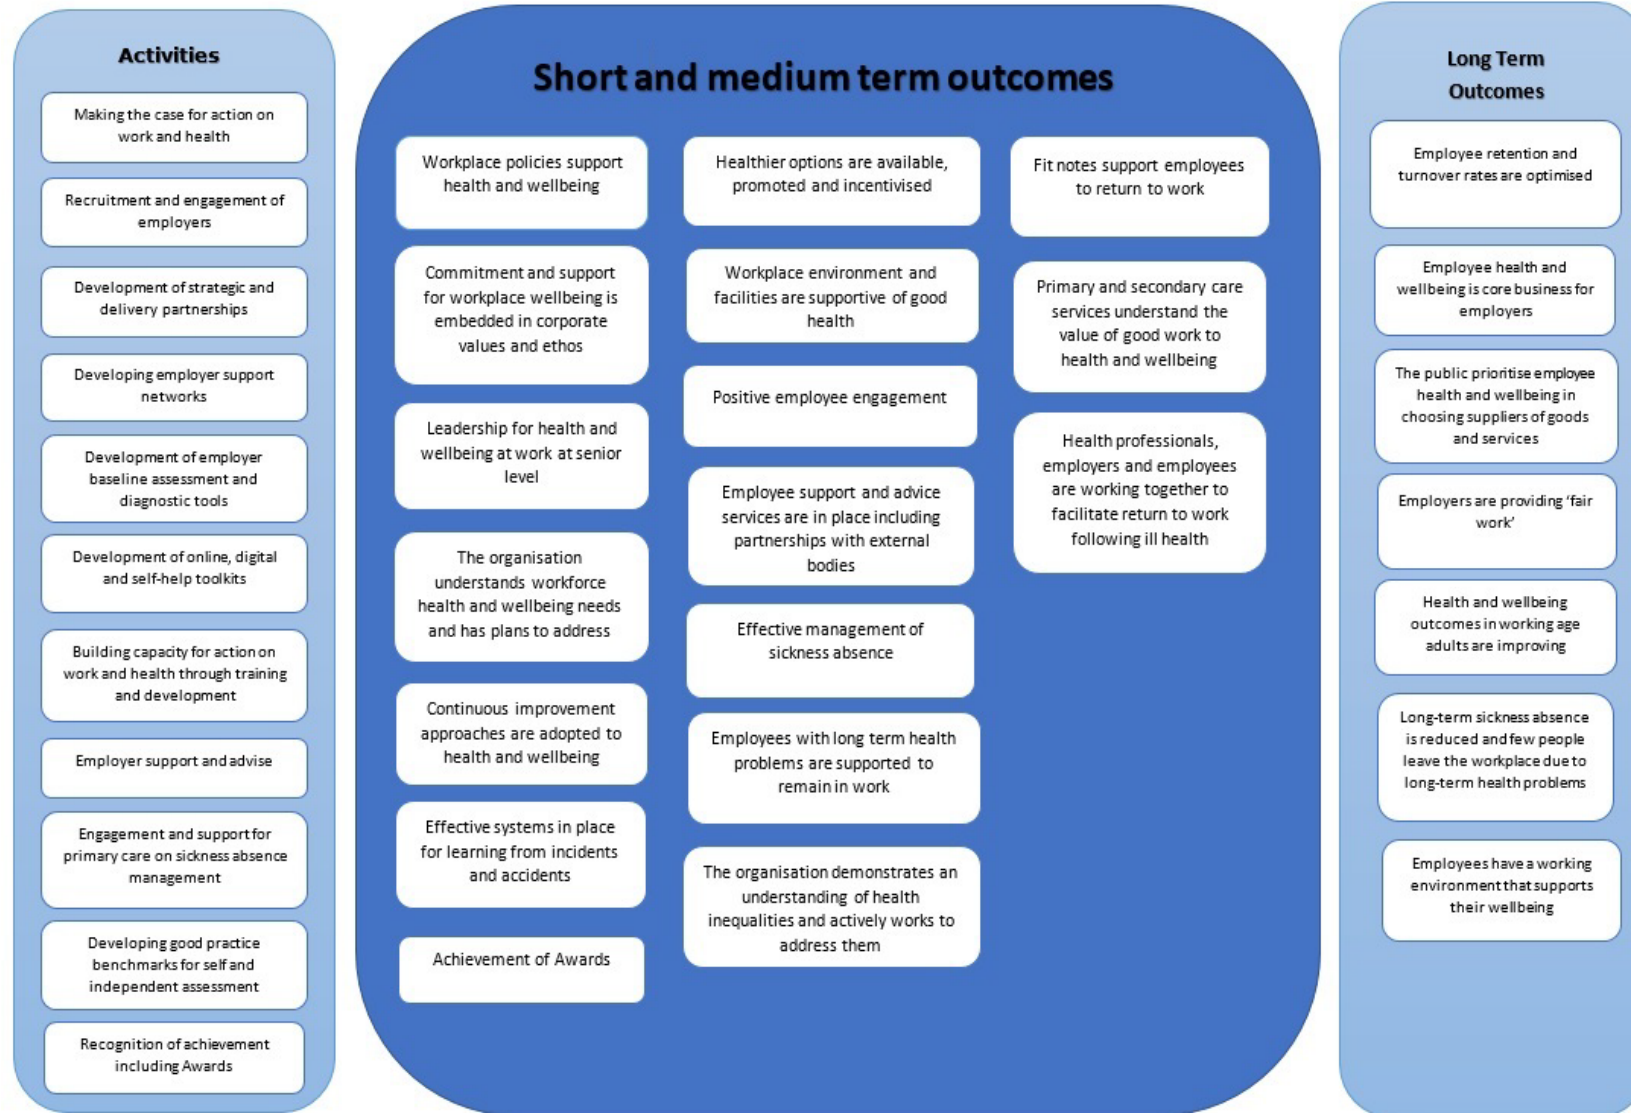 Activities
Making the case for action on
work and health
Recruitment and engagement of
employers
Development of strategic and
delivery partnerships
Developing employer support
networks
Development of employer
baseline assessment and
diagnostic tools
Development of online, digital
and self-help toolkits
Building capacity for action on
work and health through training
and development
Employer support and advise
Engagement and support for
primary care on sickness absence
management
Developing good practice
benchmarks for self and
independent assessment
Recognition of achievement
including Awards
Short and medium term outcomes
Workplace policies support
health and wellbeing
Commitment and support
for workplace wellbeing is
embedded in corporate
values and ethos
Leadership for health and
wellbeing at work at senior
level
The organisation
understands workforce
health and wellbeing needs
and has plans to address
Continuous improvement
approaches are adopted to
health and wellbeing
Effective systems in place
for learning from incidents
and accidents
Achievement of Awards
Healthier options are available,
promoted and incentivised
Workplace environment and
facilities are supportive of good
health
Positive employee engagement
Employee support and advice
services are in place including
partnerships with external
bodies
Effective management of
sickness absence
Employees with long term health
problems are supported to
remain in work
The organisation demonstrates an
understanding of health
inequalities and actively works to
address them
Fit notes support employees
to return to work
Primary and secondary care
services understand the
value of good work to
health and wellbeing
Health professionals,
employers and employees
are working together to
facilitate return to work
following ill health
Long Term
Outcomes
Employee retention and
turnover rates are optimised
Employee health and
wellbeing is core business for
employers
The public prioritise employee
health and wellbeing in
choosing suppliers of goods
and services
Employers are providing ‘fair
work’
Health and wellbeing
outcomes in working age
adults are improving
Long-term sickness absence
is reduced and few people
leave the workplace due to
long-term health problems
Employees have a working
environment that supports
their wellbeing